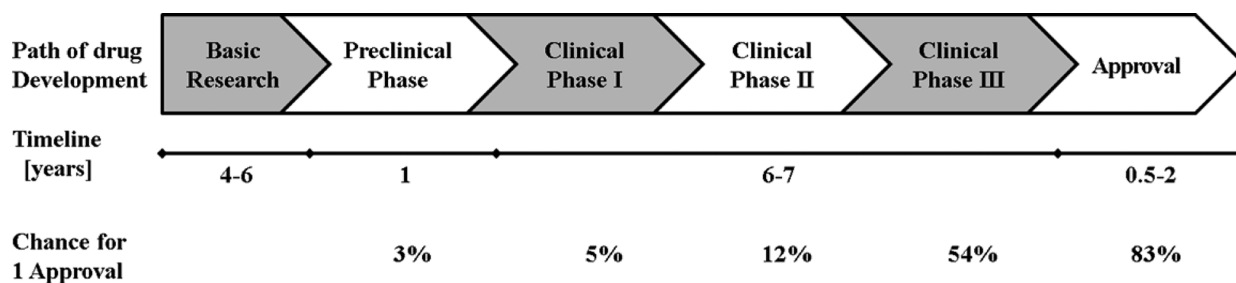 Path of drug
Development
Basic
Research
Preclinical
Phase
Clinical
Phase I
Clinical
Phase II
Clinical
Phase III
Approval
Timeline
[years]
4-6
1
6-7
0.5-2
Chance for
1 Approval
3%
5%
12%
54%
83%